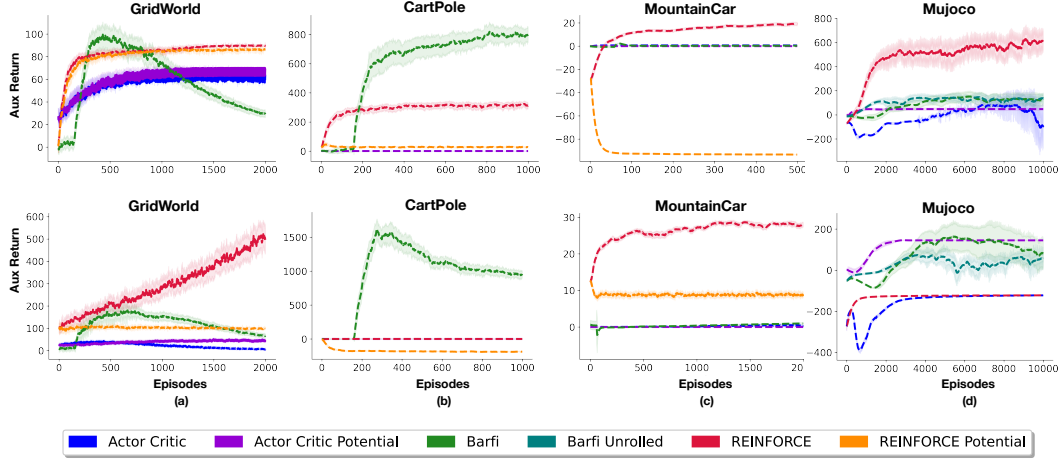 GridWorld
CartPole
MountainCar
Mujoco
Aux Return
100
80
60
40
20
0
0 500 1000 1500 2000
800
600
400
200
0
0 200 400 600 800 1000
20
0
−20
−40
−60
−80
0 100 200 300 400 500
800
600
400
200
0
−200
0 2000 4000 6000 8000 10000
GridWorld
CartPole
MountainCar
Mujoco
Aux Return
600
500
400
300
200
100
0
0 500 1000 1500 2000
1500
1000
500
0
0 200 400 600 800 1000
30
20
10
0
0 500 1000 1500 20
200
0
−200
−400
0 2000 4000 6000 8000 10000
Episodes
Episodes
Episodes
Episodes
(a)
(b)
(c)
(d)
Actor Critic
Actor Critic Potential
Barfi
Barfi Unrolled
REINFORCE
REINFORCE Potential